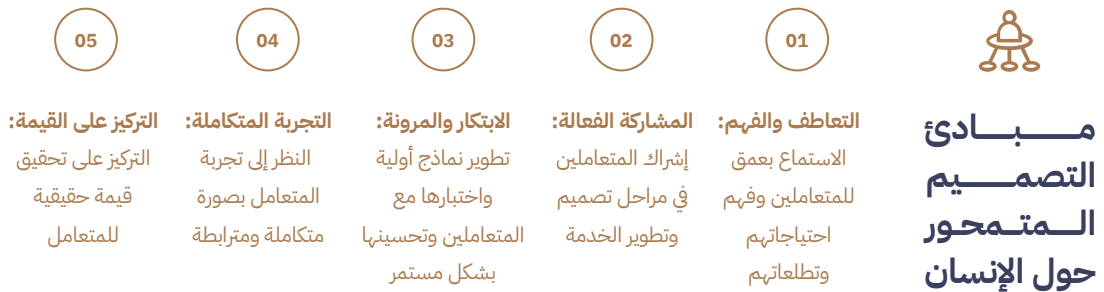 مبادئ
التصميم
المتمحور
حول الإنسان
01
التعاطف والفهم:
الاستماع بعمق
للمتعاملين وفهم
احتياجاتهم
وتطلعاتهم
02
المشاركة الفعالة:
إشراك المتعاملين
في مراحل تصميم
وتطوير الخدمة
03
الابتكار والمرونة:
تطوير نماذج أولية
واختبارها مع
المتعاملين وتحسينها
بشكل مستمر
04
التجربة المتكاملة:
النظر إلى تجربة
المتعامل بصورة
متكاملة ومترابطة
05
التركيز على القيمة:
التركيز على تحقيق
قيمة حقيقية
للمتعامل